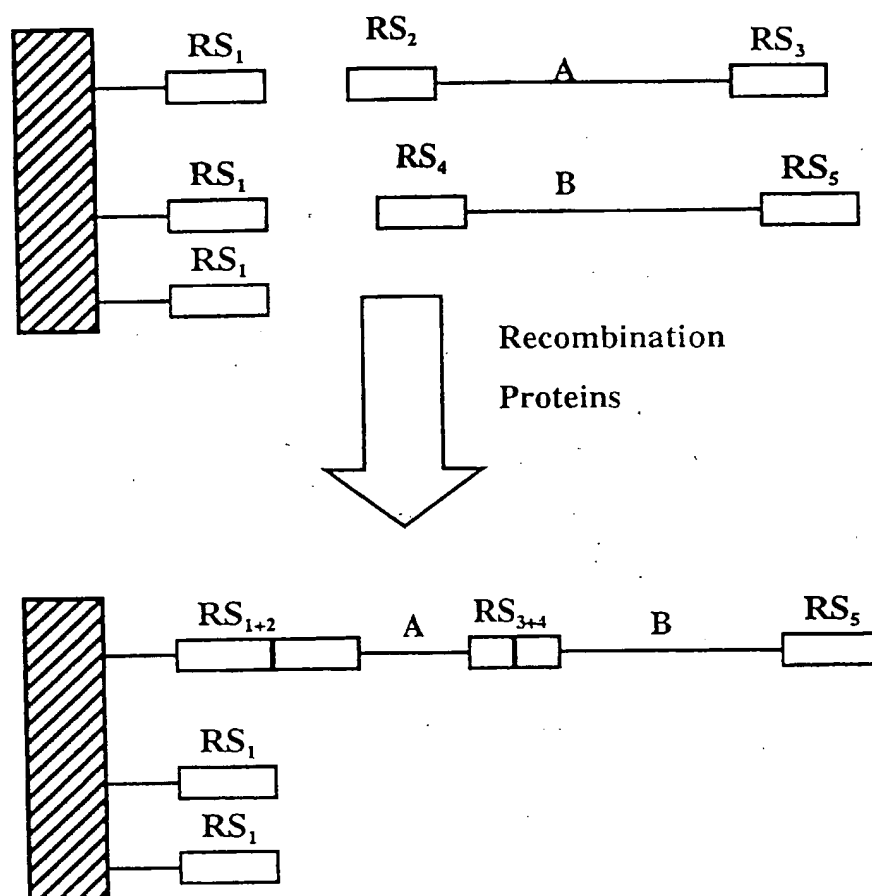 RS₁ RS₂ A RS₃
RS₁ RS₄ B RS₅
RS₁
Recombination
Proteins
RS₁₊₂ A RS₃₊₄ B RS₅
RS₁
RS₁